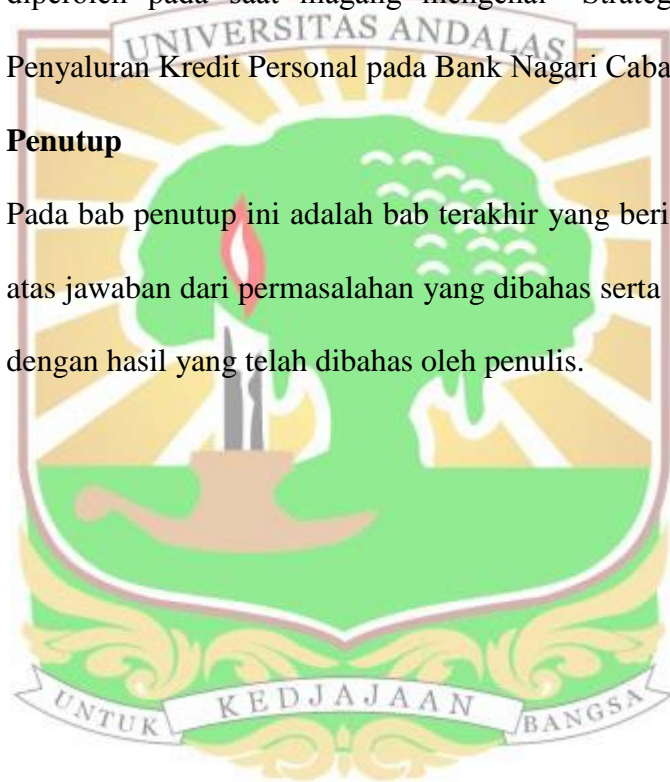 diperoleh pada saat magang mengenai "Strateg
UNIVERSITAS ANDALAS
Penyaluran Kredit Personal pada Bank Nagari Caba
Penutup
Pada bab penutup ini adalah bab terakhir yang beri
atas jawaban dari permasalahan yang dibahas serta
dengan hasil yang telah dibahas oleh penulis.
UNTUK KEDJAJAAN BANGSA